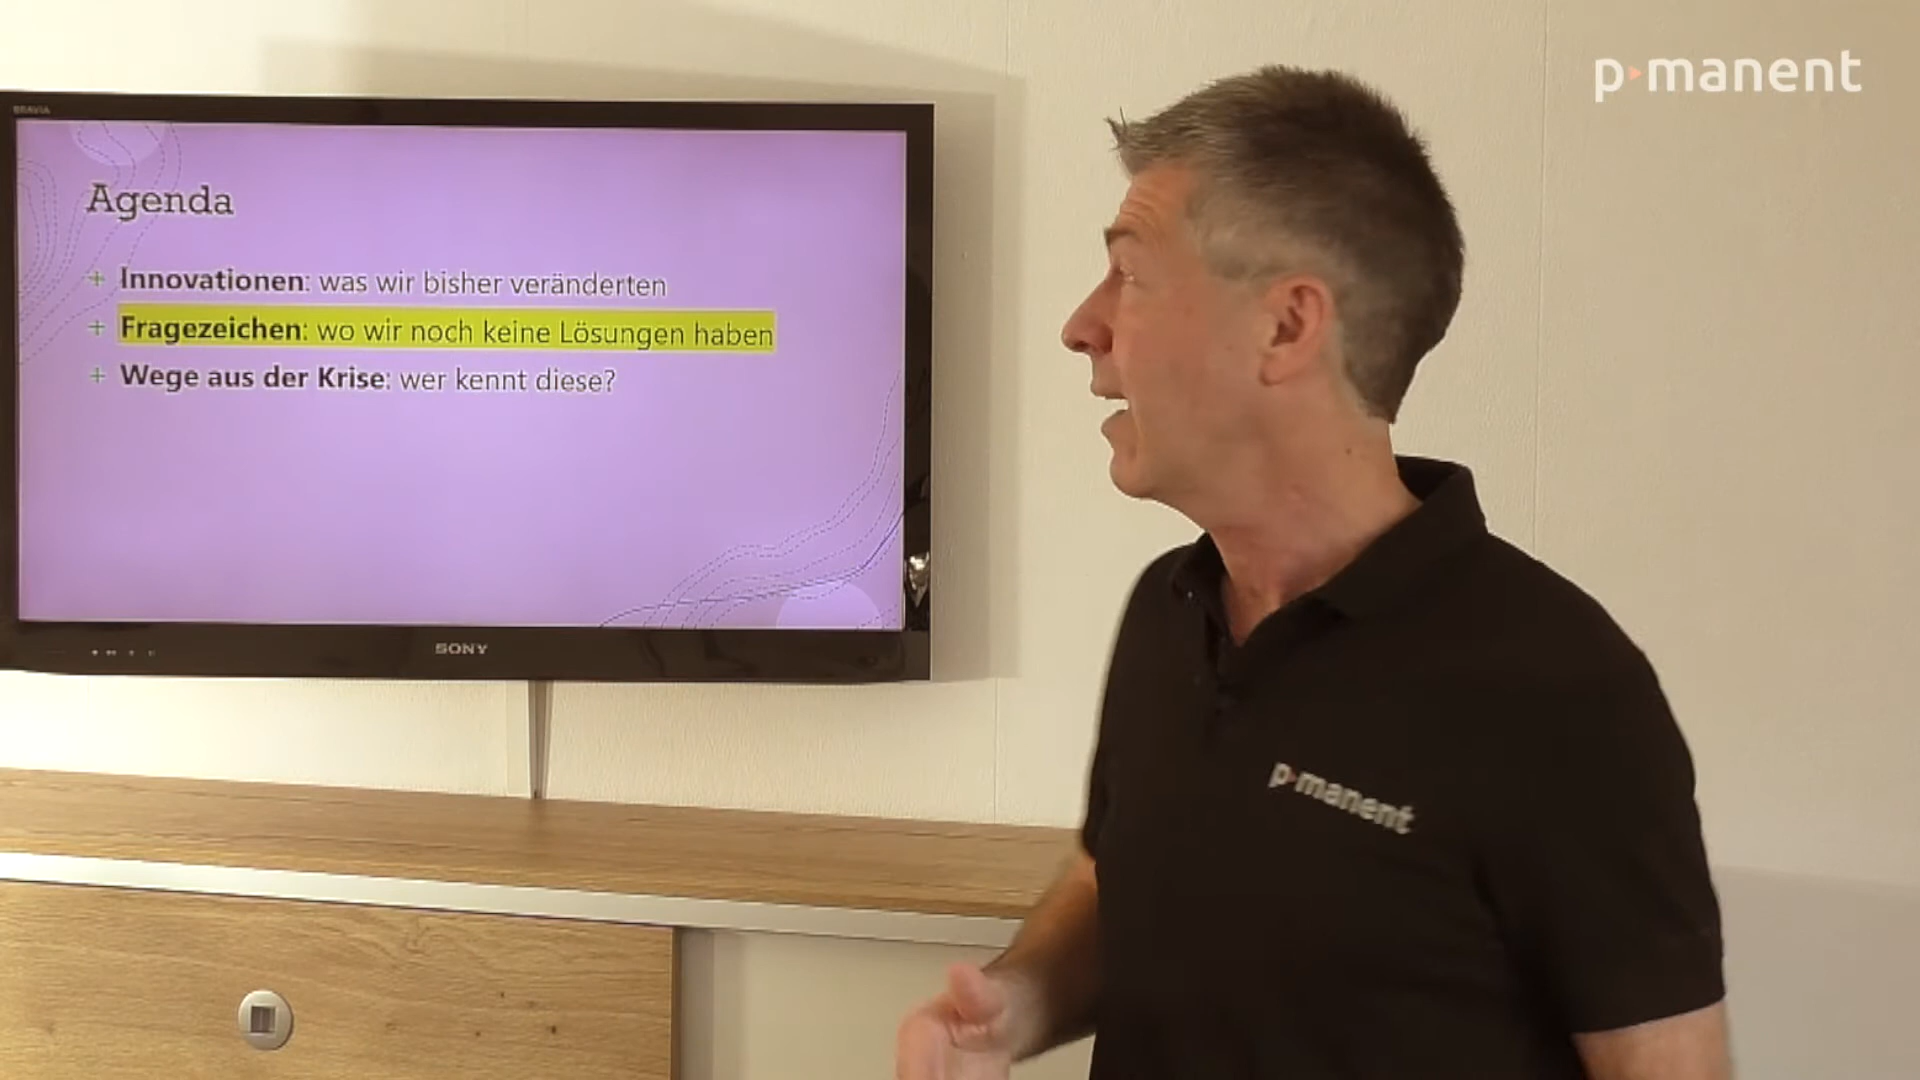 p manent
BRAVIA
Agenda
+ Innovationen: was wir bisher veränderten
+ Fragezeichen: wo wir noch keine Lösungen haben
+ Wege aus der Krise: wer kennt diese?
SONY
p manent